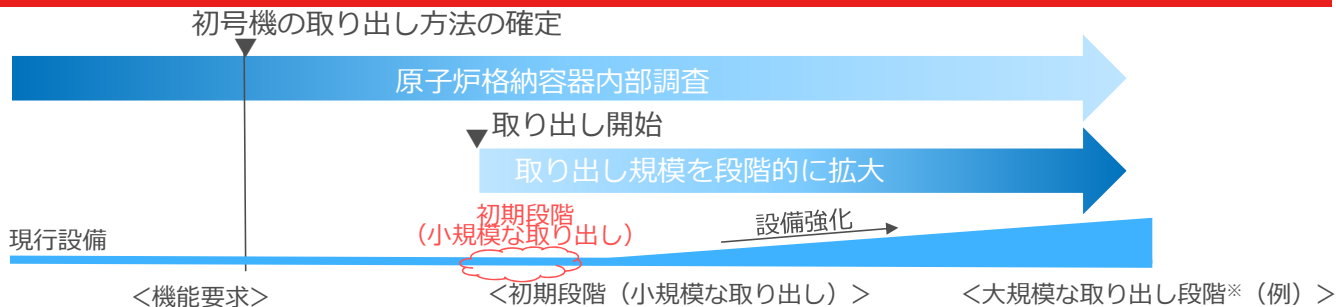 初号機の取り出し方法の確定
▼
原子炉格納容器内部調査
▼取り出し開始
取り出し規模を段階的に拡大
初期段階
（小規模な取り出し）
設備強化
現行設備
＜機能要求＞
＜初期段階（小規模な取り出し）＞
＜大規模な取り出し段階※（例）＞